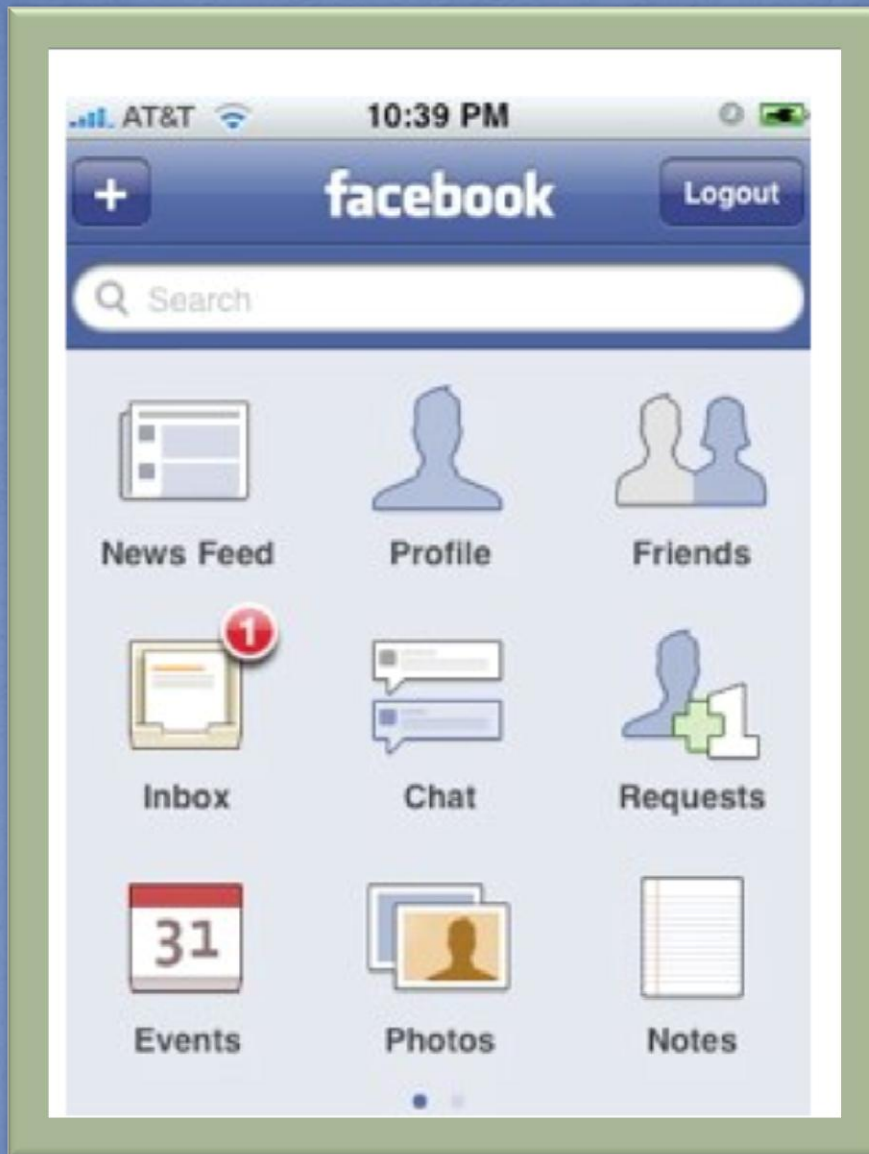 AT&T 10:39 PM
+ facebook Logout
Search
News Feed Profile Friends
1
Inbox Chat Requests
31
Events Photos Notes